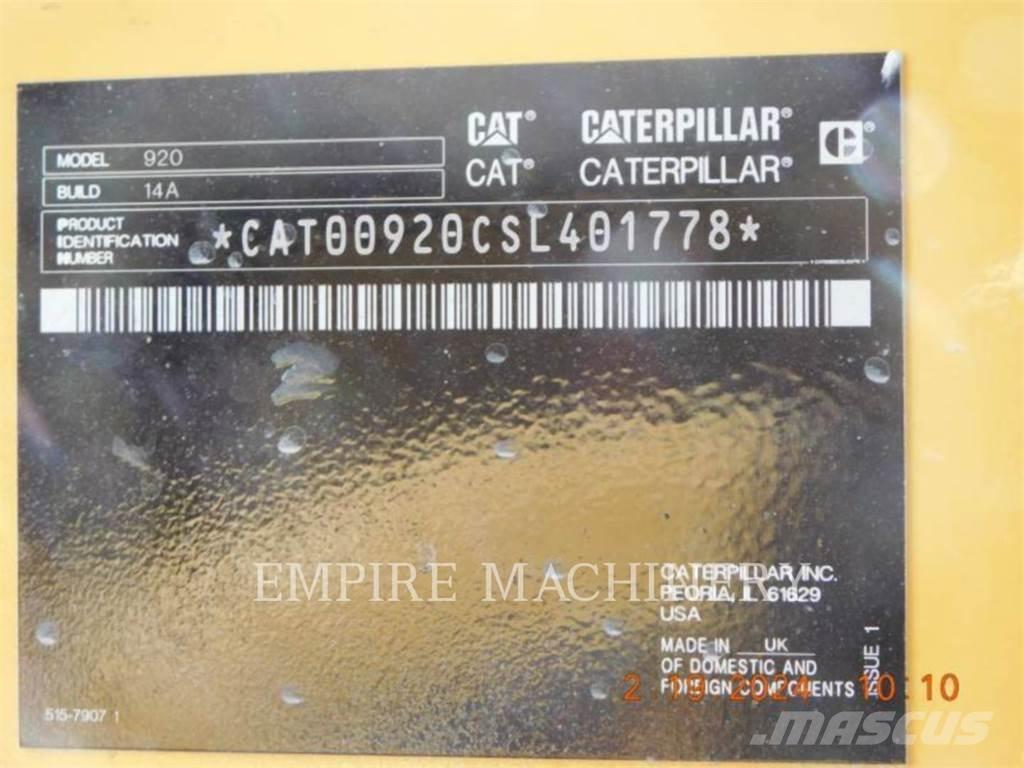 CAT® CATERPILLAR® ®
CAT® CATERPILLAR®
MODEL 920
BUILD 14A
PRODUCT
IDENTIFICATION
NUMBER
*CAT00920CSL401778*
EMPIRE MACHINERY
CATERPILLAR INC.
PEORIA, IL 61629
USA
MADE IN UK
OF DOMESTIC AND
FOREIGN COMPONENTS
ISSUE 1
2 19 2024 10:10
515-7907 1
MASCUS